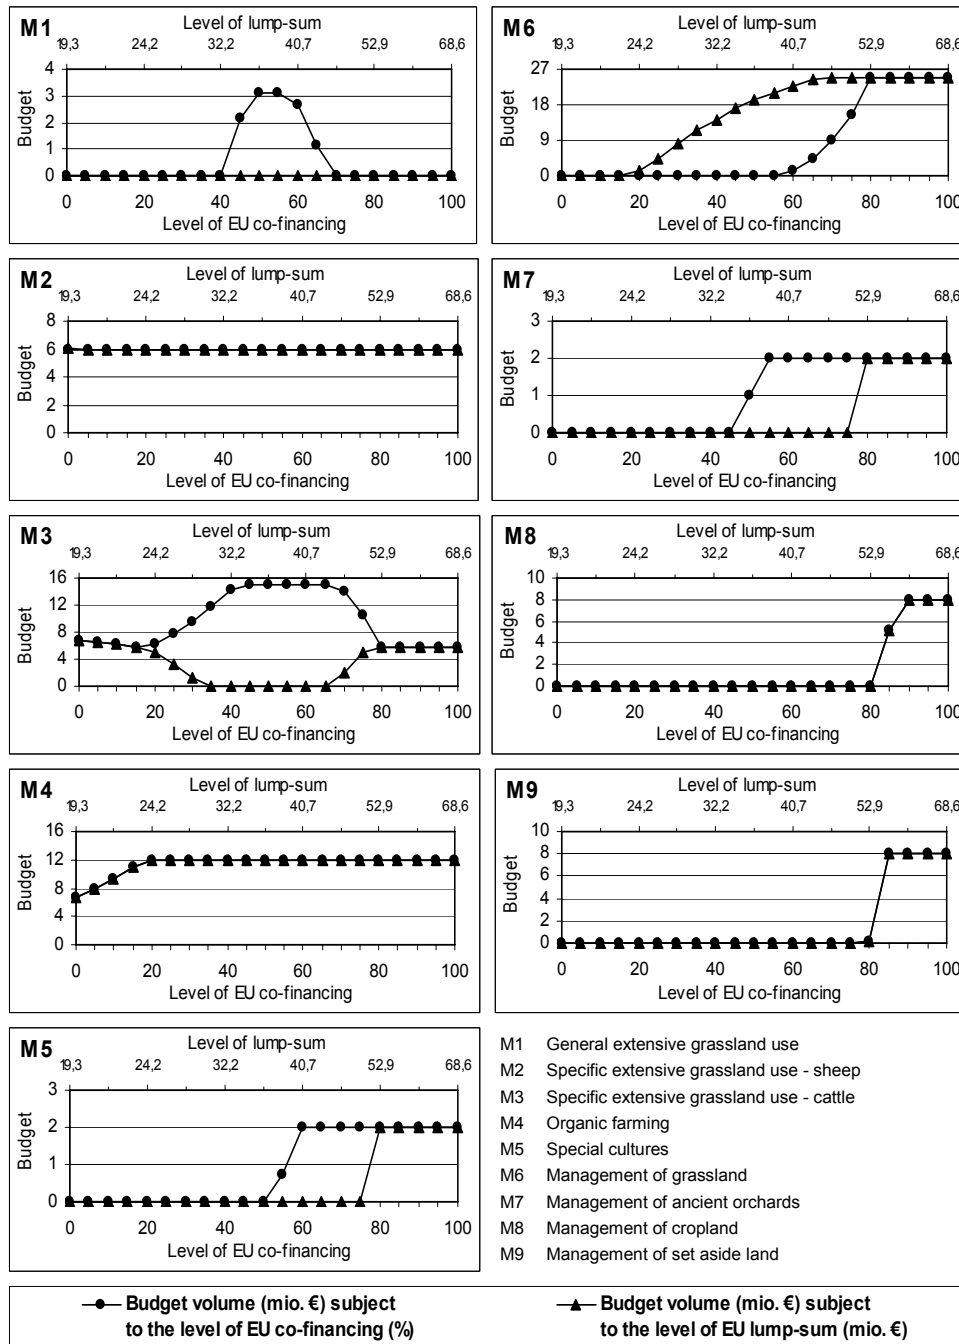 M1
Level of lump-sum
19,3 24,2 32,2 40,7 52,9 68,6
4
3
2
1
0
Budget
0 20 40 60 80 100
Level of EU co-financing
M6
Level of lump-sum
19,3 24,2 32,2 40,7 52,9 68,6
27
18
9
0
Budget
0 20 40 60 80 100
Level of EU co-financing
M2
Level of lump-sum
19,3 24,2 32,2 40,7 52,9 68,6
8
6
4
2
0
Budget
0 20 40 60 80 100
Level of EU co-financing
M7
Level of lump-sum
19,3 24,2 32,2 40,7 52,9 68,6
3
2
1
0
Budget
0 20 40 60 80 100
Level of EU co-financing
M3
Level of lump-sum
19,3 24,2 32,2 40,7 52,9 68,6
16
12
8
4
0
Budget
0 20 40 60 80 100
Level of EU co-financing
M8
Level of lump-sum
19,3 24,2 32,2 40,7 52,9 68,6
10
8
6
4
2
0
Budget
0 20 40 60 80 100
Level of EU co-financing
M4
Level of lump-sum
19,3 24,2 32,2 40,7 52,9 68,6
16
12
8
4
0
Budget
0 20 40 60 80 100
Level of EU co-financing
M9
Level of lump-sum
19,3 24,2 32,2 40,7 52,9 68,6
10
8
6
4
2
0
Budget
0 20 40 60 80 100
Level of EU co-financing
M5
Level of lump-sum
19,3 24,2 32,2 40,7 52,9 68,6
3
2
1
0
Budget
0 20 40 60 80 100
Level of EU co-financing
M1 General extensive grassland use
M2 Specific extensive grassland use - sheep
M3 Specific extensive grassland use - cattle
M4 Organic farming
M5 Special cultures
M6 Management of grassland
M7 Management of ancient orchards
M8 Management of cropland
M9 Management of set aside land
Budget volume (mio. €) subject
to the level of EU co-financing (%)
Budget volume (mio. €) subject
to the level of EU lump-sum (mio. €)